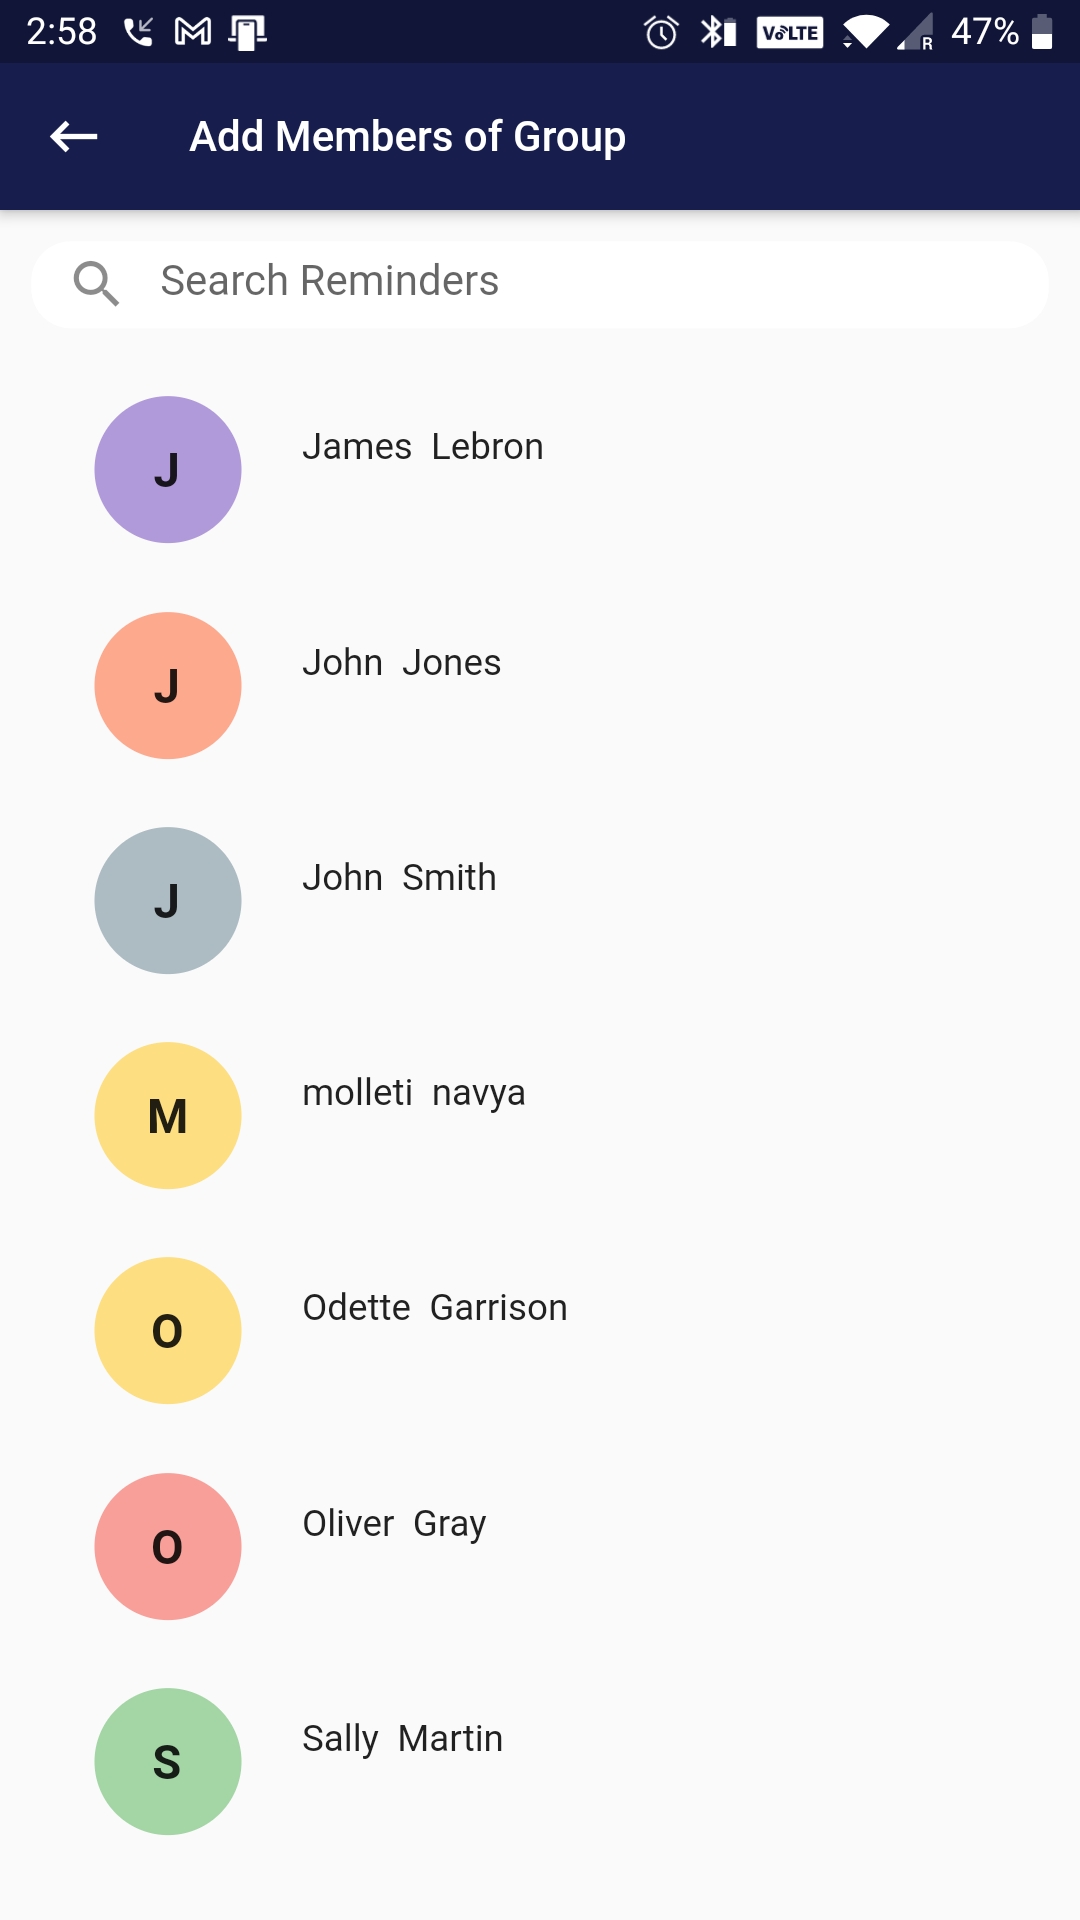 2:58 VoLTE R 47%
Add Members of Group
Search Reminders
J James Lebron
J John Jones
J John Smith
M molleti navya
O Odette Garrison
O Oliver Gray
S Sally Martin